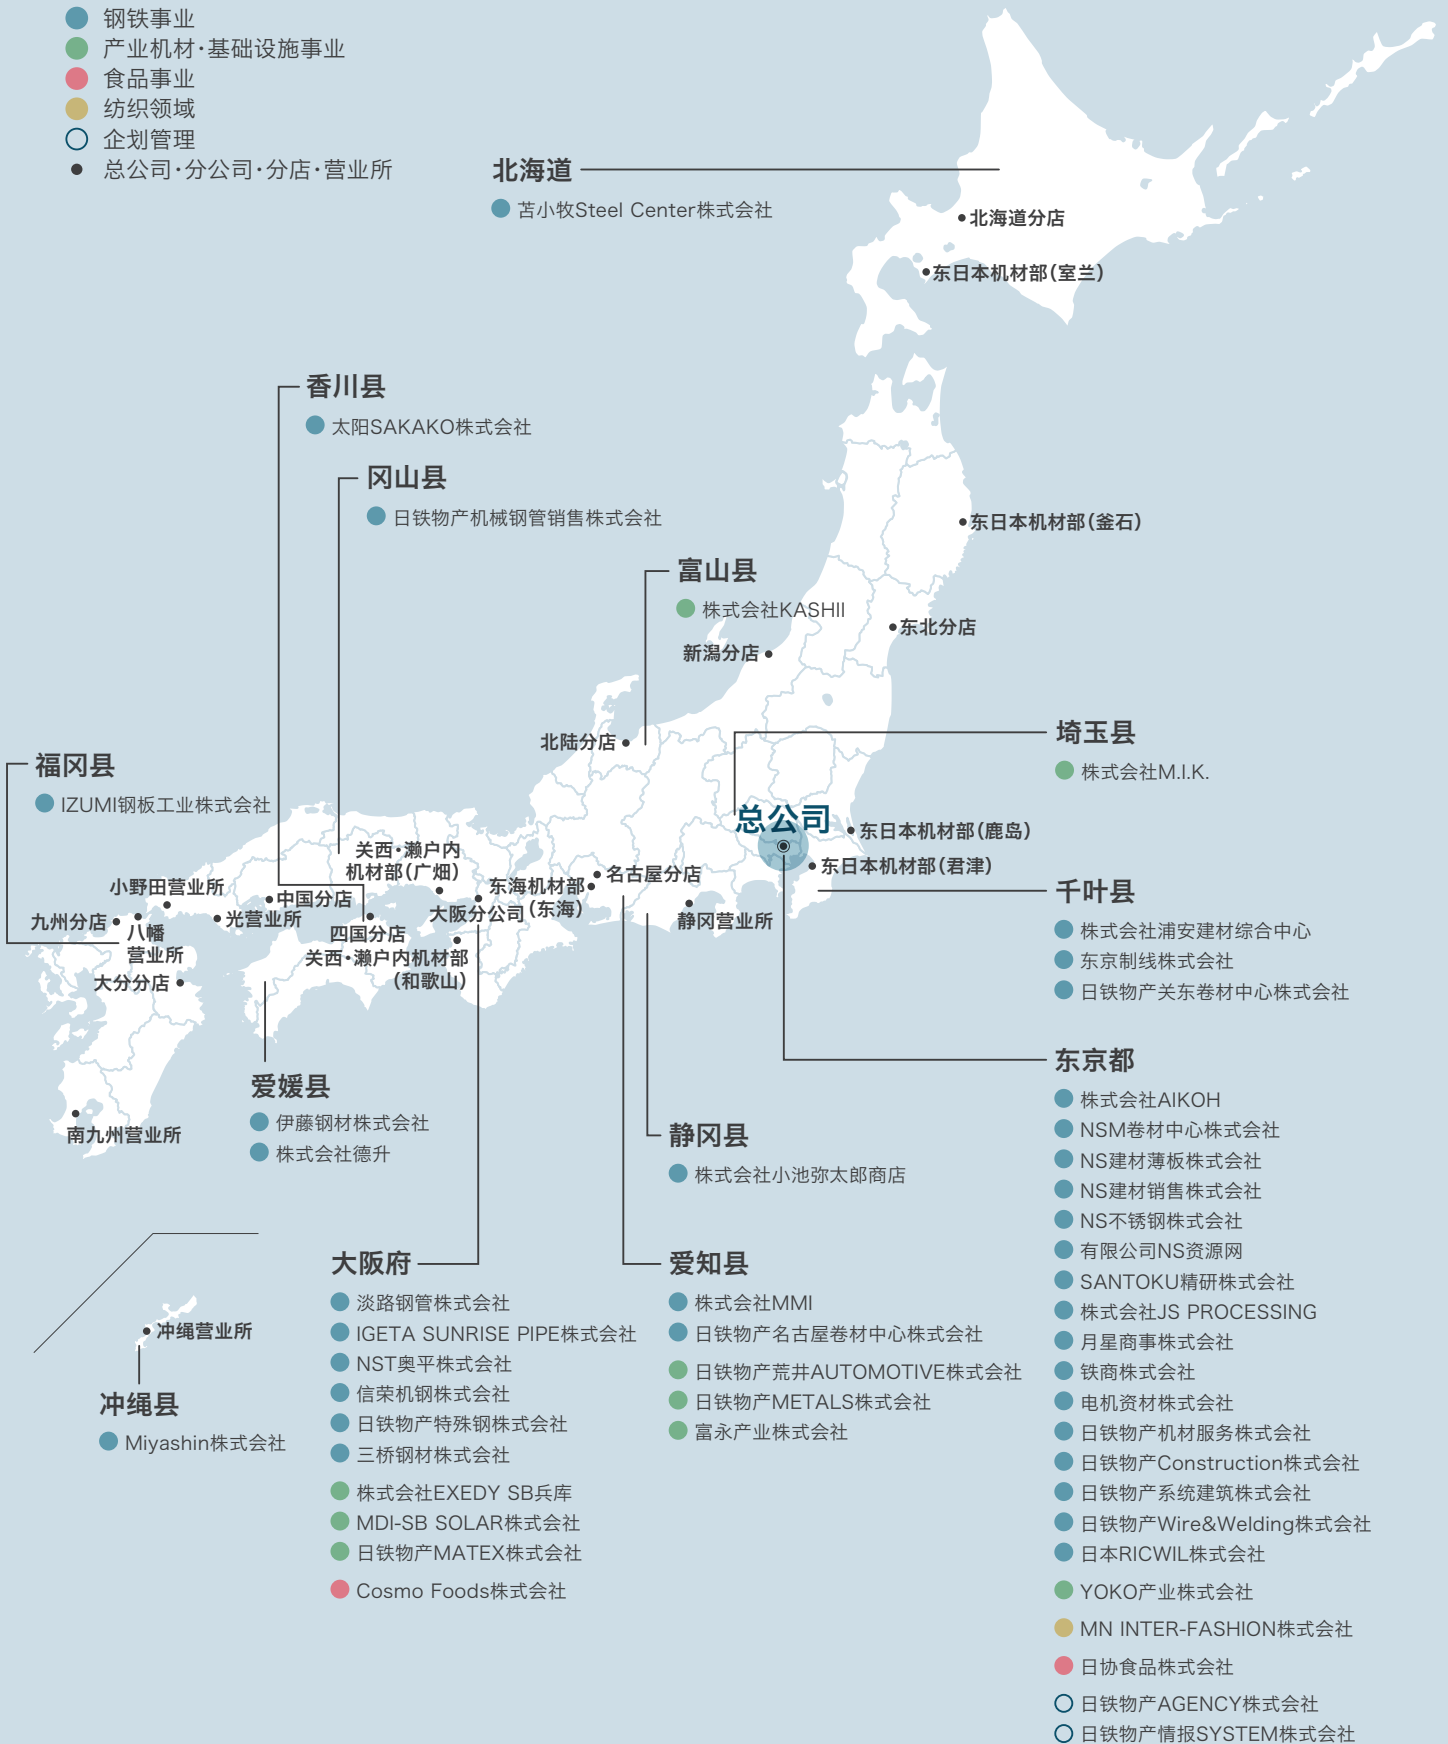 钢铁事业
产业机材·基础设施事业
食品事业
纺织领域
企划管理
总公司·分公司·分店·营业所
北海道
苫小牧Steel Center株式会社
北海道分店
东日本机材部(室兰)
香川县
太阳SAKAKO株式会社
冈山县
日铁物产机械钢管销售株式会社
东日本机材部(釜石)
富山县
株式会社KASHII
东北分店
新潟分店
北陆分店
埼玉县
株式会社M.I.K.
福冈县
IZUMI钢板工业株式会社
总公司
东日本机材部(鹿岛)
东日本机材部(君津)
关西·濑户内
机材部(广畑)
名古屋分店
东海机材部
(东海)
小野田营业所
中国分店
大阪分公司
静冈营业所
九州分店
八幡
营业所
光营业所
四国分店
关西·濑户内机材部
(和歌山)
大分分店
千叶县
株式会社浦安建材综合中心
东京制线株式会社
日铁物产关东卷材中心株式会社
爱媛县
伊藤钢材株式会社
株式会社德升
南九州营业所
静冈县
株式会社小池弥太郎商店
东京都
株式会社AIKOH
NSM卷材中心株式会社
NS建材薄板株式会社
NS建材销售株式会社
NS不锈钢株式会社
有限公司NS资源网
SANTOKU精研株式会社
株式会社JS PROCESSING
月星商事株式会社
铁商株式会社
电机资材株式会社
日铁物产机材服务株式会社
日铁物产Construction株式会社
日铁物产系统建筑株式会社
日铁物产Wire&Welding株式会社
日本RICWIL株式会社
YOKO产业株式会社
MN INTER-FASHION株式会社
日协食品株式会社
日铁物产AGENCY株式会社
日铁物产情报SYSTEM株式会社
大阪府
淡路钢管株式会社
IGETA SUNRISE PIPE株式会社
NST奥平株式会社
信荣机钢株式会社
日铁物产特殊钢株式会社
三桥钢材株式会社
株式会社EXEDY SB兵库
MDI-SB SOLAR株式会社
日铁物产MATEX株式会社
Cosmo Foods株式会社
爱知县
株式会社MMI
日铁物产名古屋卷材中心株式会社
日铁物产荒井AUTOMOTIVE株式会社
日铁物产METALS株式会社
富永产业株式会社
冲绳营业所
冲绳县
Miyashin株式会社